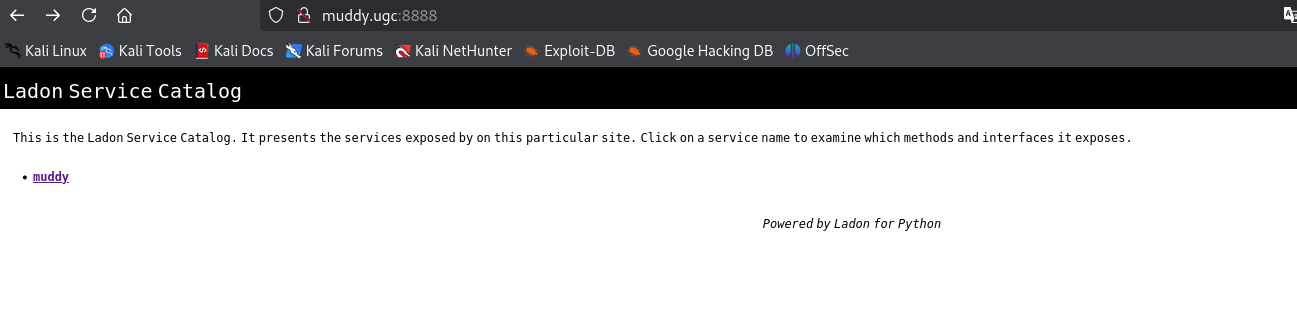 muddy.ugc:8888
Kali Linux Kali Tools Kali Docs Kali Forums Kali NetHunter Exploit-DB Google Hacking DB OffSec
Ladon Service Catalog
This is the Ladon Service Catalog. It presents the services exposed by on this particular site. Click on a service name to examine which methods and interfaces it exposes.
• muddy
Powered by Ladon for Python